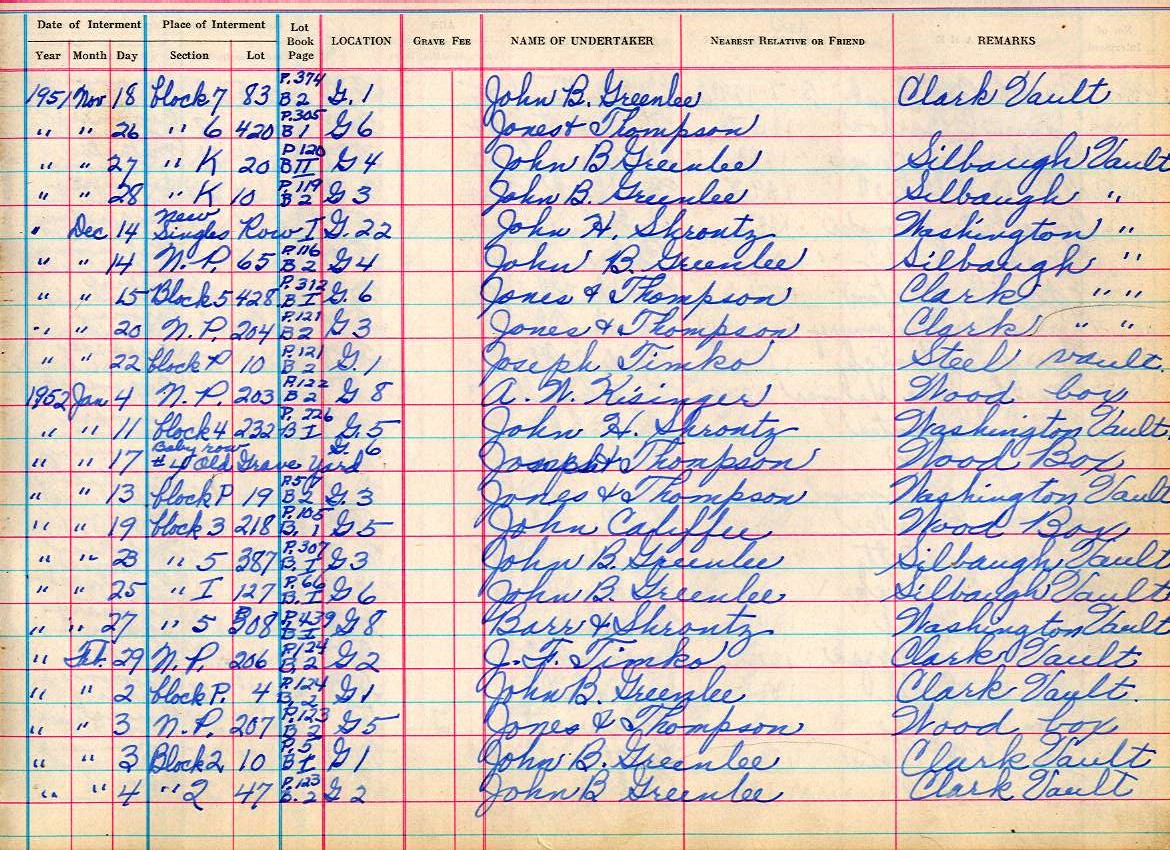 Date of Interment Place of Interment Lot Book Page LOCATION GRAVE FEE NAME OF UNDERTAKER NEAREST RELATIVE OR FRIEND REMARKS
Year Month Day Section Lot
1951 Nov 18 block 7 83 P. 374 B 2 G. 1 John B. Greenlee Clark Vault
" " 26 " 6 420 P. 305 B 1 G 6 Jones & Thompson
" " 27 " K 20 P 120 B II G 4 John B Greenlee Silbaugh Vault
" " 28 " K 10 P. 119 B 2 G 3 John B. Greenlee Silbaugh "
" Dec 14 New Singles Row I G. 22 John H. Shrontz Washington "
" " 14 N. P. 65 P. 116 B 2 G 4 John B. Greenlee Silbaugh "
" " 15 Block 5 428 P. 312 B I G. 6 Jones & Thompson Clark " "
" " 20 N. P. 204 P. 121 B 2 G 3 Jones & Thompson Clark " "
" " 22 block P 10 P. 121 B 2 G. 1 Joseph Timko Steel vault.
1952 Jan 4 N. P. 203 P. 122 B 2 G 8 A. N. Kisinger Wood box
" " 11 block 4 232 P. 226 B I G. 5 John H. Shrontz Washington Vault.
" " 17 Baby row #4 Old Grave Yard G. 6 Thompson Wood Box
" " 13 block P 19 B 2 G 3 Jones & Thompson Washington Vault
" " 19 block 3 218 P. 105 B. 1 G 5 John Wood Box
" " 23 " 5 387 P. 307 B. I G 3 John B. Greenlee Silbaugh Vault
" " 25 " I 127 P. 66 B. I G 6 John B Greenlee Silbaugh Vault
" " 27 " 5 308 P. 439 B I G 8 Barr & Shrontz Washington Vault
" Feb. 29 N. P. 206 P 124 B. 2 G 2 J. F. Timko Clark Vault
" " 2 block P. 4 P. 124 B. 2 G 1 John B. Greenlee Clark Vault.
" " 3 N. P. 207 P. 123 B 2 G 5 Jones & Thompson Wood box
" " 3 Block 2 10 P. 5 B I G 1 John B. Greenlee Clark Vault
" " 4 " 2 47 P. 123 B. 2 G 2 John B Greenlee Clark Vault